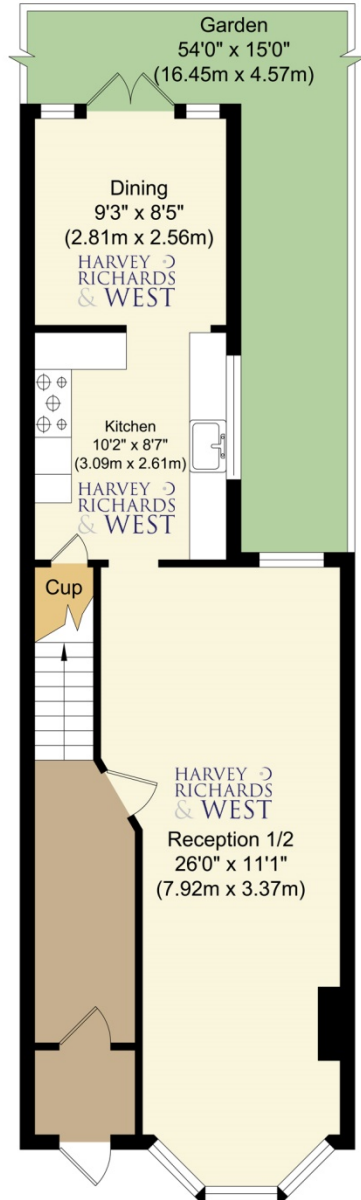 Garden
54'0" x 15'0"
(16.45m x 4.57m)
Dining
9'3" x 8'5"
(2.81m x 2.56m)
HARVEY
RICHARDS
& WEST
Kitchen
10'2" x 8'7"
(3.09m x 2.61m)
HARVEY
RICHARDS
& WEST
Cup
HARVEY
RICHARDS
& WEST
Reception 1/2
26'0" x 11'1"
(7.92m x 3.37m)